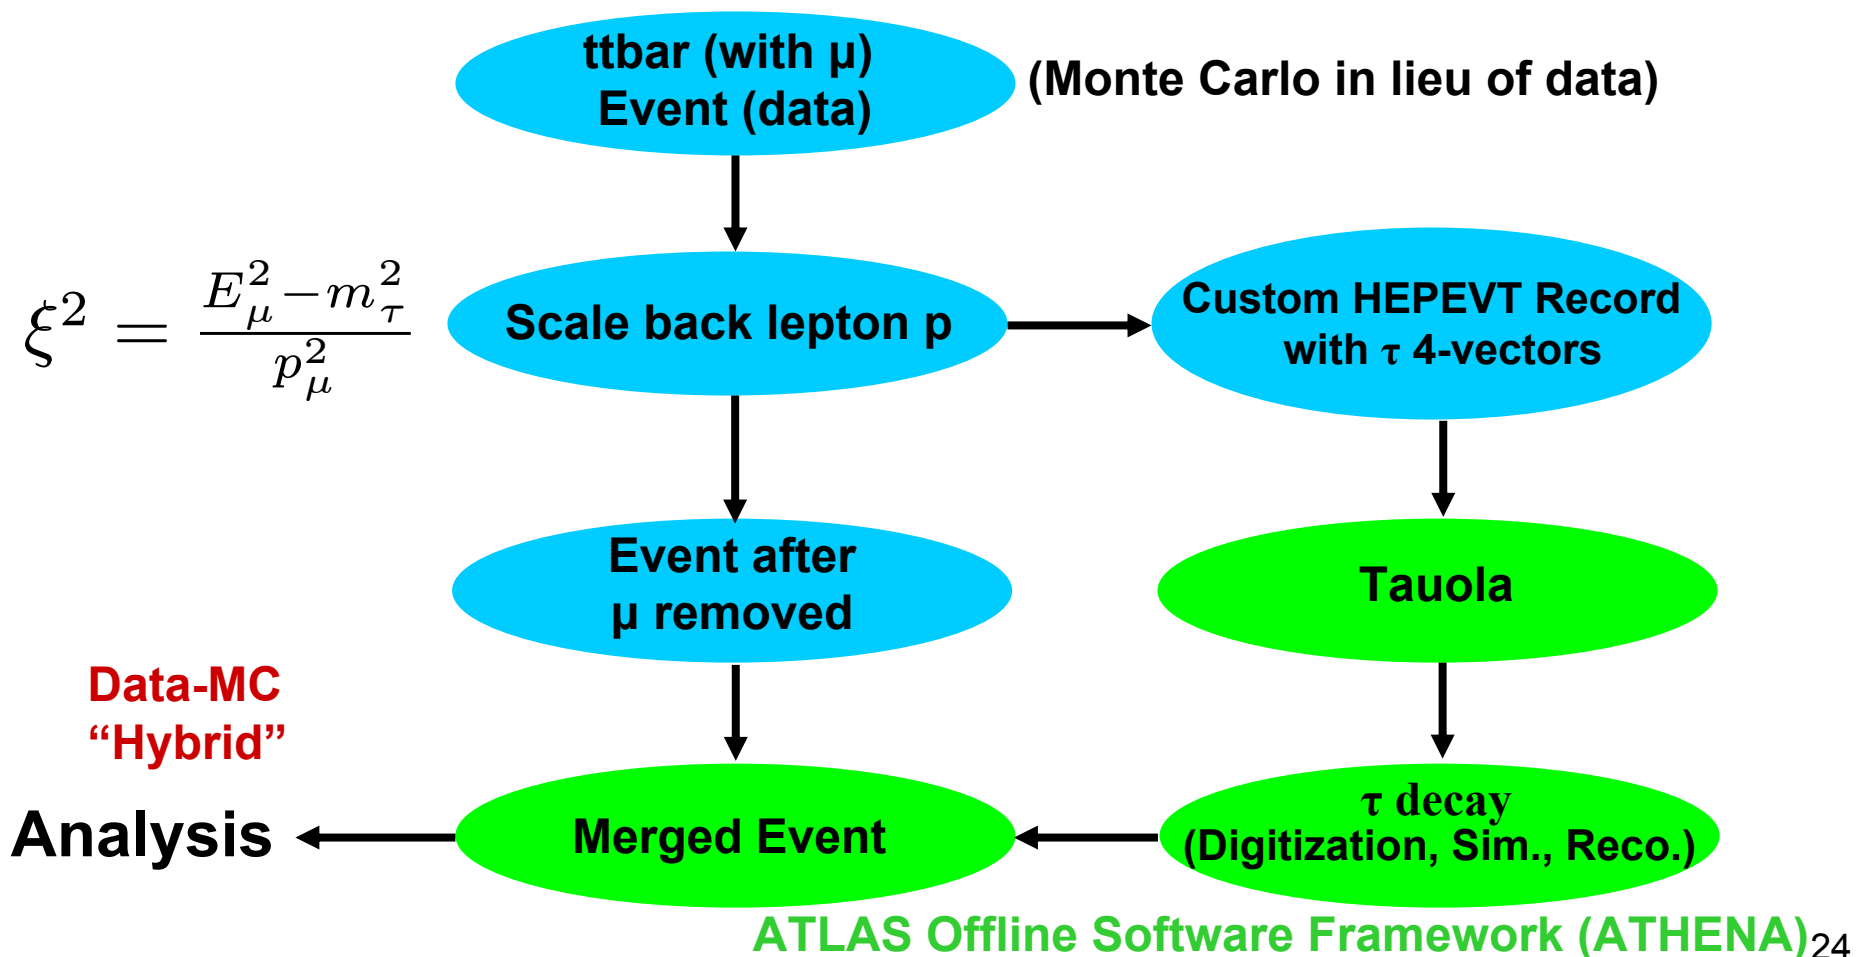 ttbar (with μ)
Event (data)
(Monte Carlo in lieu of data)
ξ² = (E_μ² − m_τ²) / p_μ²
Scale back lepton p
Custom HEPEVT Record
with τ 4-vectors
Event after
μ removed
Tauola
Data-MC
“Hybrid”
Analysis
Merged Event
τ decay
(Digitization, Sim., Reco.)
ATLAS Offline Software Framework (ATHENA)
24